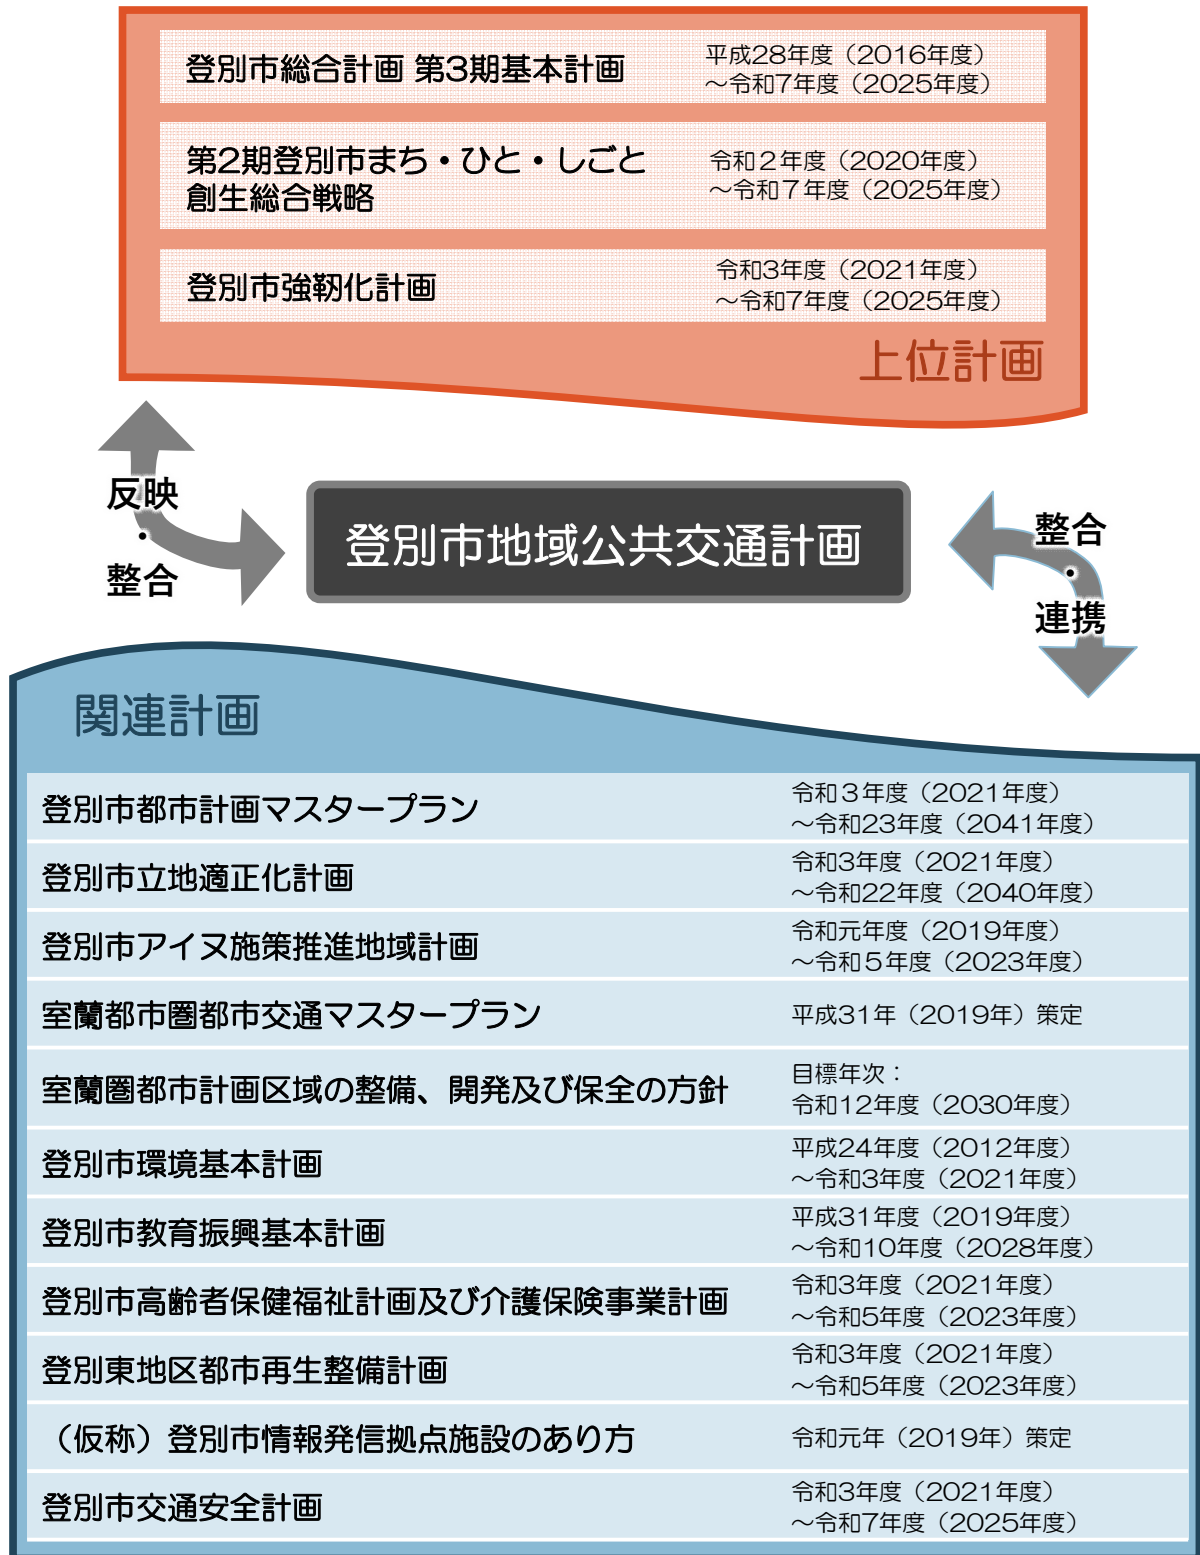 登別市総合計画 第3期基本計画
平成28年度（2016年度）
～令和7年度（2025年度）
第2期登別市まち・ひと・しごと
創生総合戦略
令和２年度（2020年度）
～令和７年度（2025年度）
登別市強靭化計画
令和3年度（2021年度）
～令和7年度（2025年度）
上位計画
反映
・
整合
登別市地域公共交通計画
整合
・
連携
関連計画
登別市都市計画マスタープラン
令和３年度（2021年度）
～令和23年度（2041年度）
登別市立地適正化計画
令和3年度（2021年度）
～令和22年度（2040年度）
登別市アイヌ施策推進地域計画
令和元年度（2019年度）
～令和５年度（2023年度）
室蘭都市圏都市交通マスタープラン
平成31年（2019年）策定
室蘭圏都市計画区域の整備、開発及び保全の方針
目標年次：
令和12年度（2030年度）
登別市環境基本計画
平成24年度（2012年度）
～令和3年度（2021年度）
登別市教育振興基本計画
平成31年度（2019年度）
～令和10年度（2028年度）
登別市高齢者保健福祉計画及び介護保険事業計画
令和3年度（2021年度）
～令和5年度（2023年度）
登別東地区都市再生整備計画
令和3年度（2021年度）
～令和5年度（2023年度）
（仮称）登別市情報発信拠点施設のあり方
令和元年（2019年）策定
登別市交通安全計画
令和3年度（2021年度）
～令和7年度（2025年度）